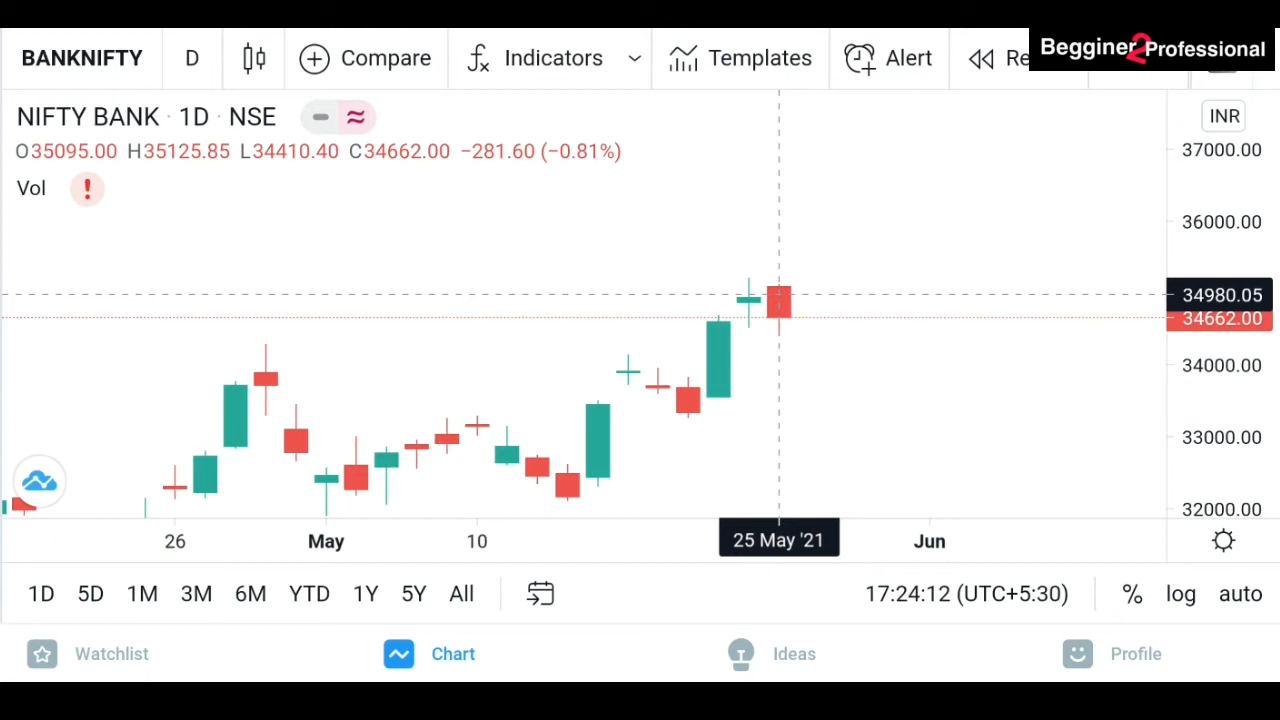 BANKNIFTY D Compare Indicators Templates Alert Re
Begginer2Professional
NIFTY BANK · 1D · NSE
INR
O35095.00 H35125.85 L34410.40 C34662.00 −281.60 (−0.81%)
Vol !
37000.00
36000.00
34980.05
34662.00
34000.00
33000.00
32000.00
26 May 10 25 May '21 Jun
1D 5D 1M 3M 6M YTD 1Y 5Y All 17:24:12 (UTC+5:30) % log auto
Watchlist Chart Ideas Profile